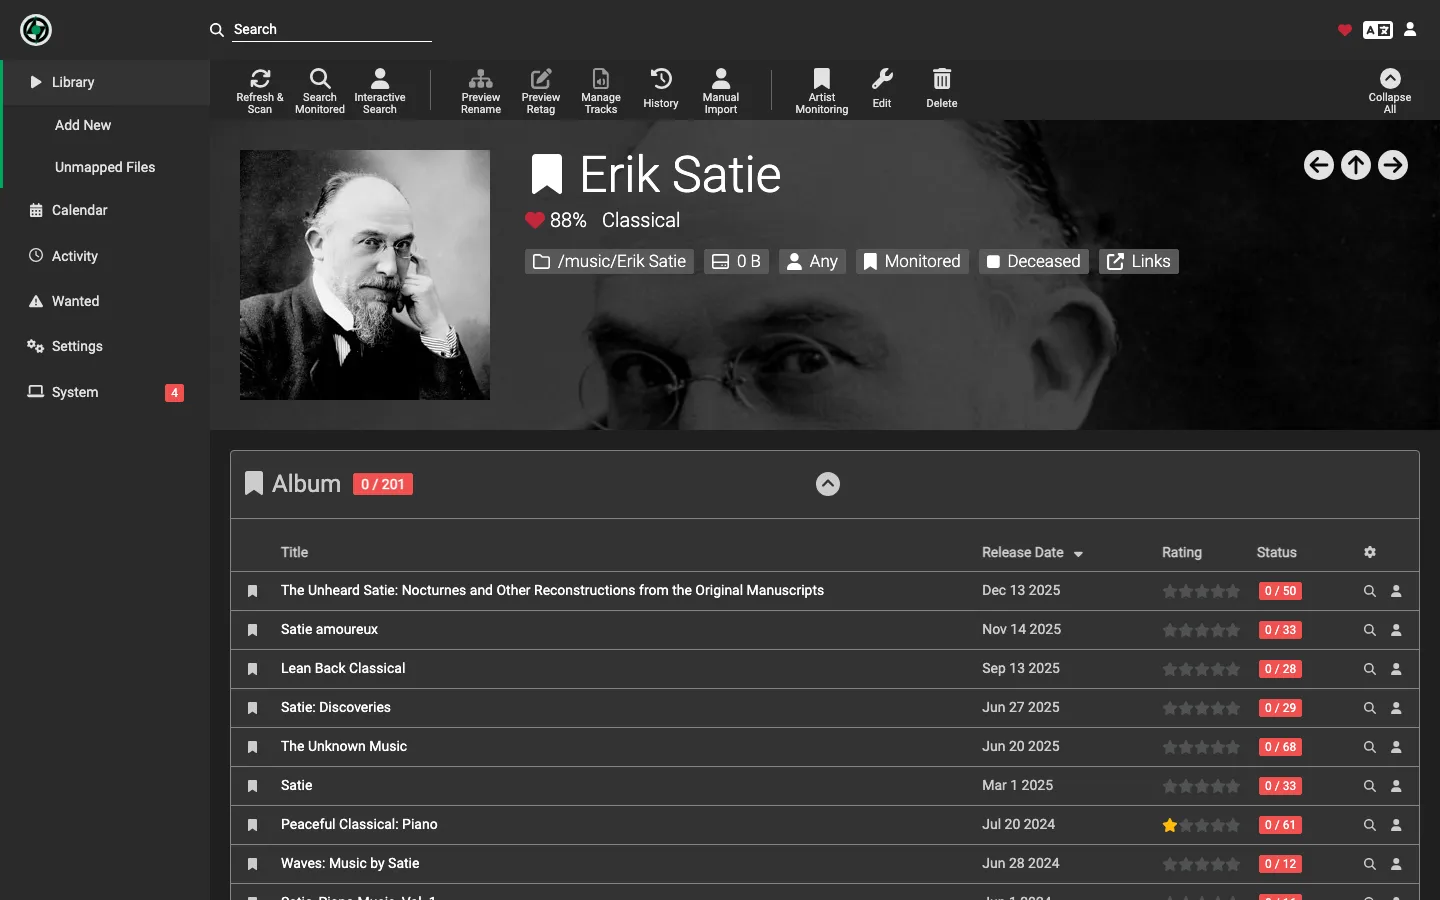 Search
Library
Add New
Unmapped Files
Calendar
Activity
Wanted
Settings
System 4
Refresh & Scan
Search Monitored
Interactive Search
Preview Rename
Preview Retag
Manage Tracks
History
Manual Import
Artist Monitoring
Edit
Delete
Collapse All
Erik Satie
88% Classical
/music/Erik Satie 0 B Any Monitored Deceased Links
Album 0 / 201
Title Release Date Rating Status
The Unheard Satie: Nocturnes and Other Reconstructions from the Original Manuscripts Dec 13 2025 0 / 50
Satie amoureux Nov 14 2025 0 / 33
Lean Back Classical Sep 13 2025 0 / 28
Satie: Discoveries Jun 27 2025 0 / 29
The Unknown Music Jun 20 2025 0 / 68
Satie Mar 1 2025 0 / 33
Peaceful Classical: Piano Jul 20 2024 0 / 61
Waves: Music by Satie Jun 28 2024 0 / 12